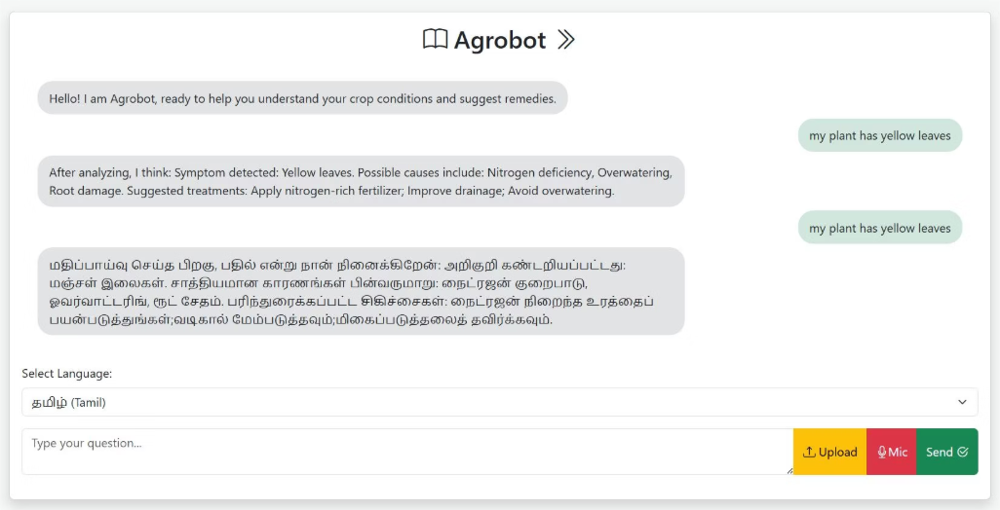 Agrobot
Hello! I am Agrobot, ready to help you understand your crop conditions and suggest remedies.
my plant has yellow leaves
After analyzing, I think: Symptom detected: Yellow leaves. Possible causes include: Nitrogen deficiency, Overwatering,
Root damage. Suggested treatments: Apply nitrogen-rich fertilizer; Improve drainage; Avoid overwatering.
my plant has yellow leaves
மதிப்பாய்வு செய்த பிறகு, பதில் என்று நான் நினைக்கிறேன்: அறிகுறி கண்டறியப்பட்டது:
மஞ்சள் இலைகள். சாத்தியமான காரணங்கள் பின்வருமாறு: நைட்ரஜன் குறைபாடு,
ஓவர்வாட்டரிங், ரூட் சேதம். பரிந்துரைக்கப்பட்ட சிகிச்சைகள்: நைட்ரஜன் நிறைந்த உரத்தைப்
பயன்படுத்துங்கள்;வடிகால் மேம்படுத்தவும்;மிகைப்படுத்தலைத் தவிர்க்கவும்.
Select Language:
தமிழ் (Tamil)
Type your question...
Upload
Mic
Send